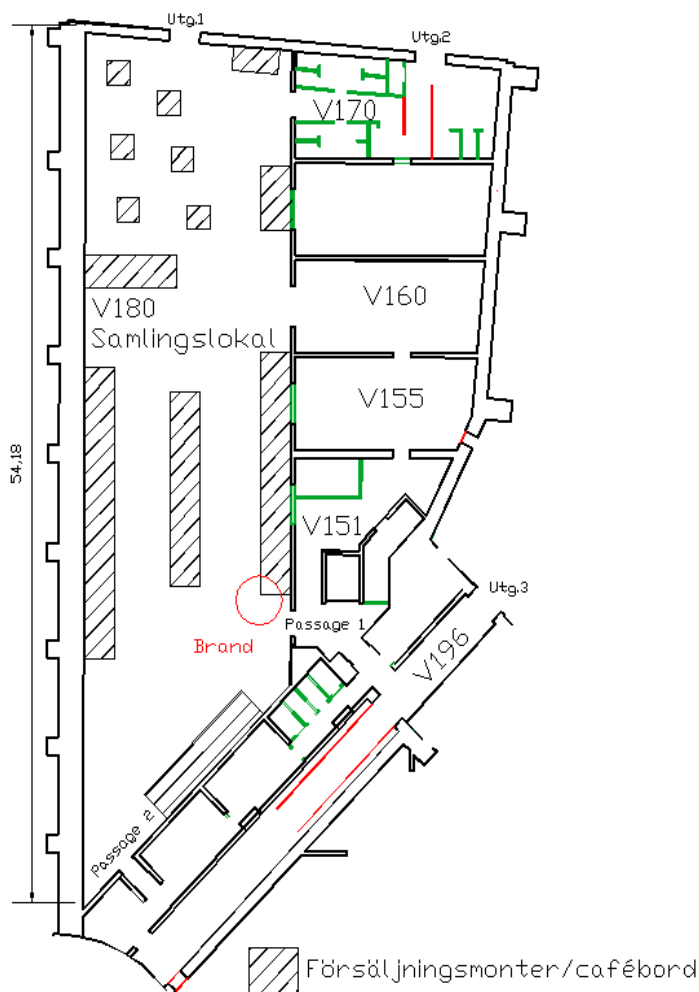 Utg.1
Utg.2
V170
V180
Samlingslokal
V160
V155
54,18
V151
Utg.3
Passage 1
Brand
V196
Passage 2
Försäljningsmonter/cafébord